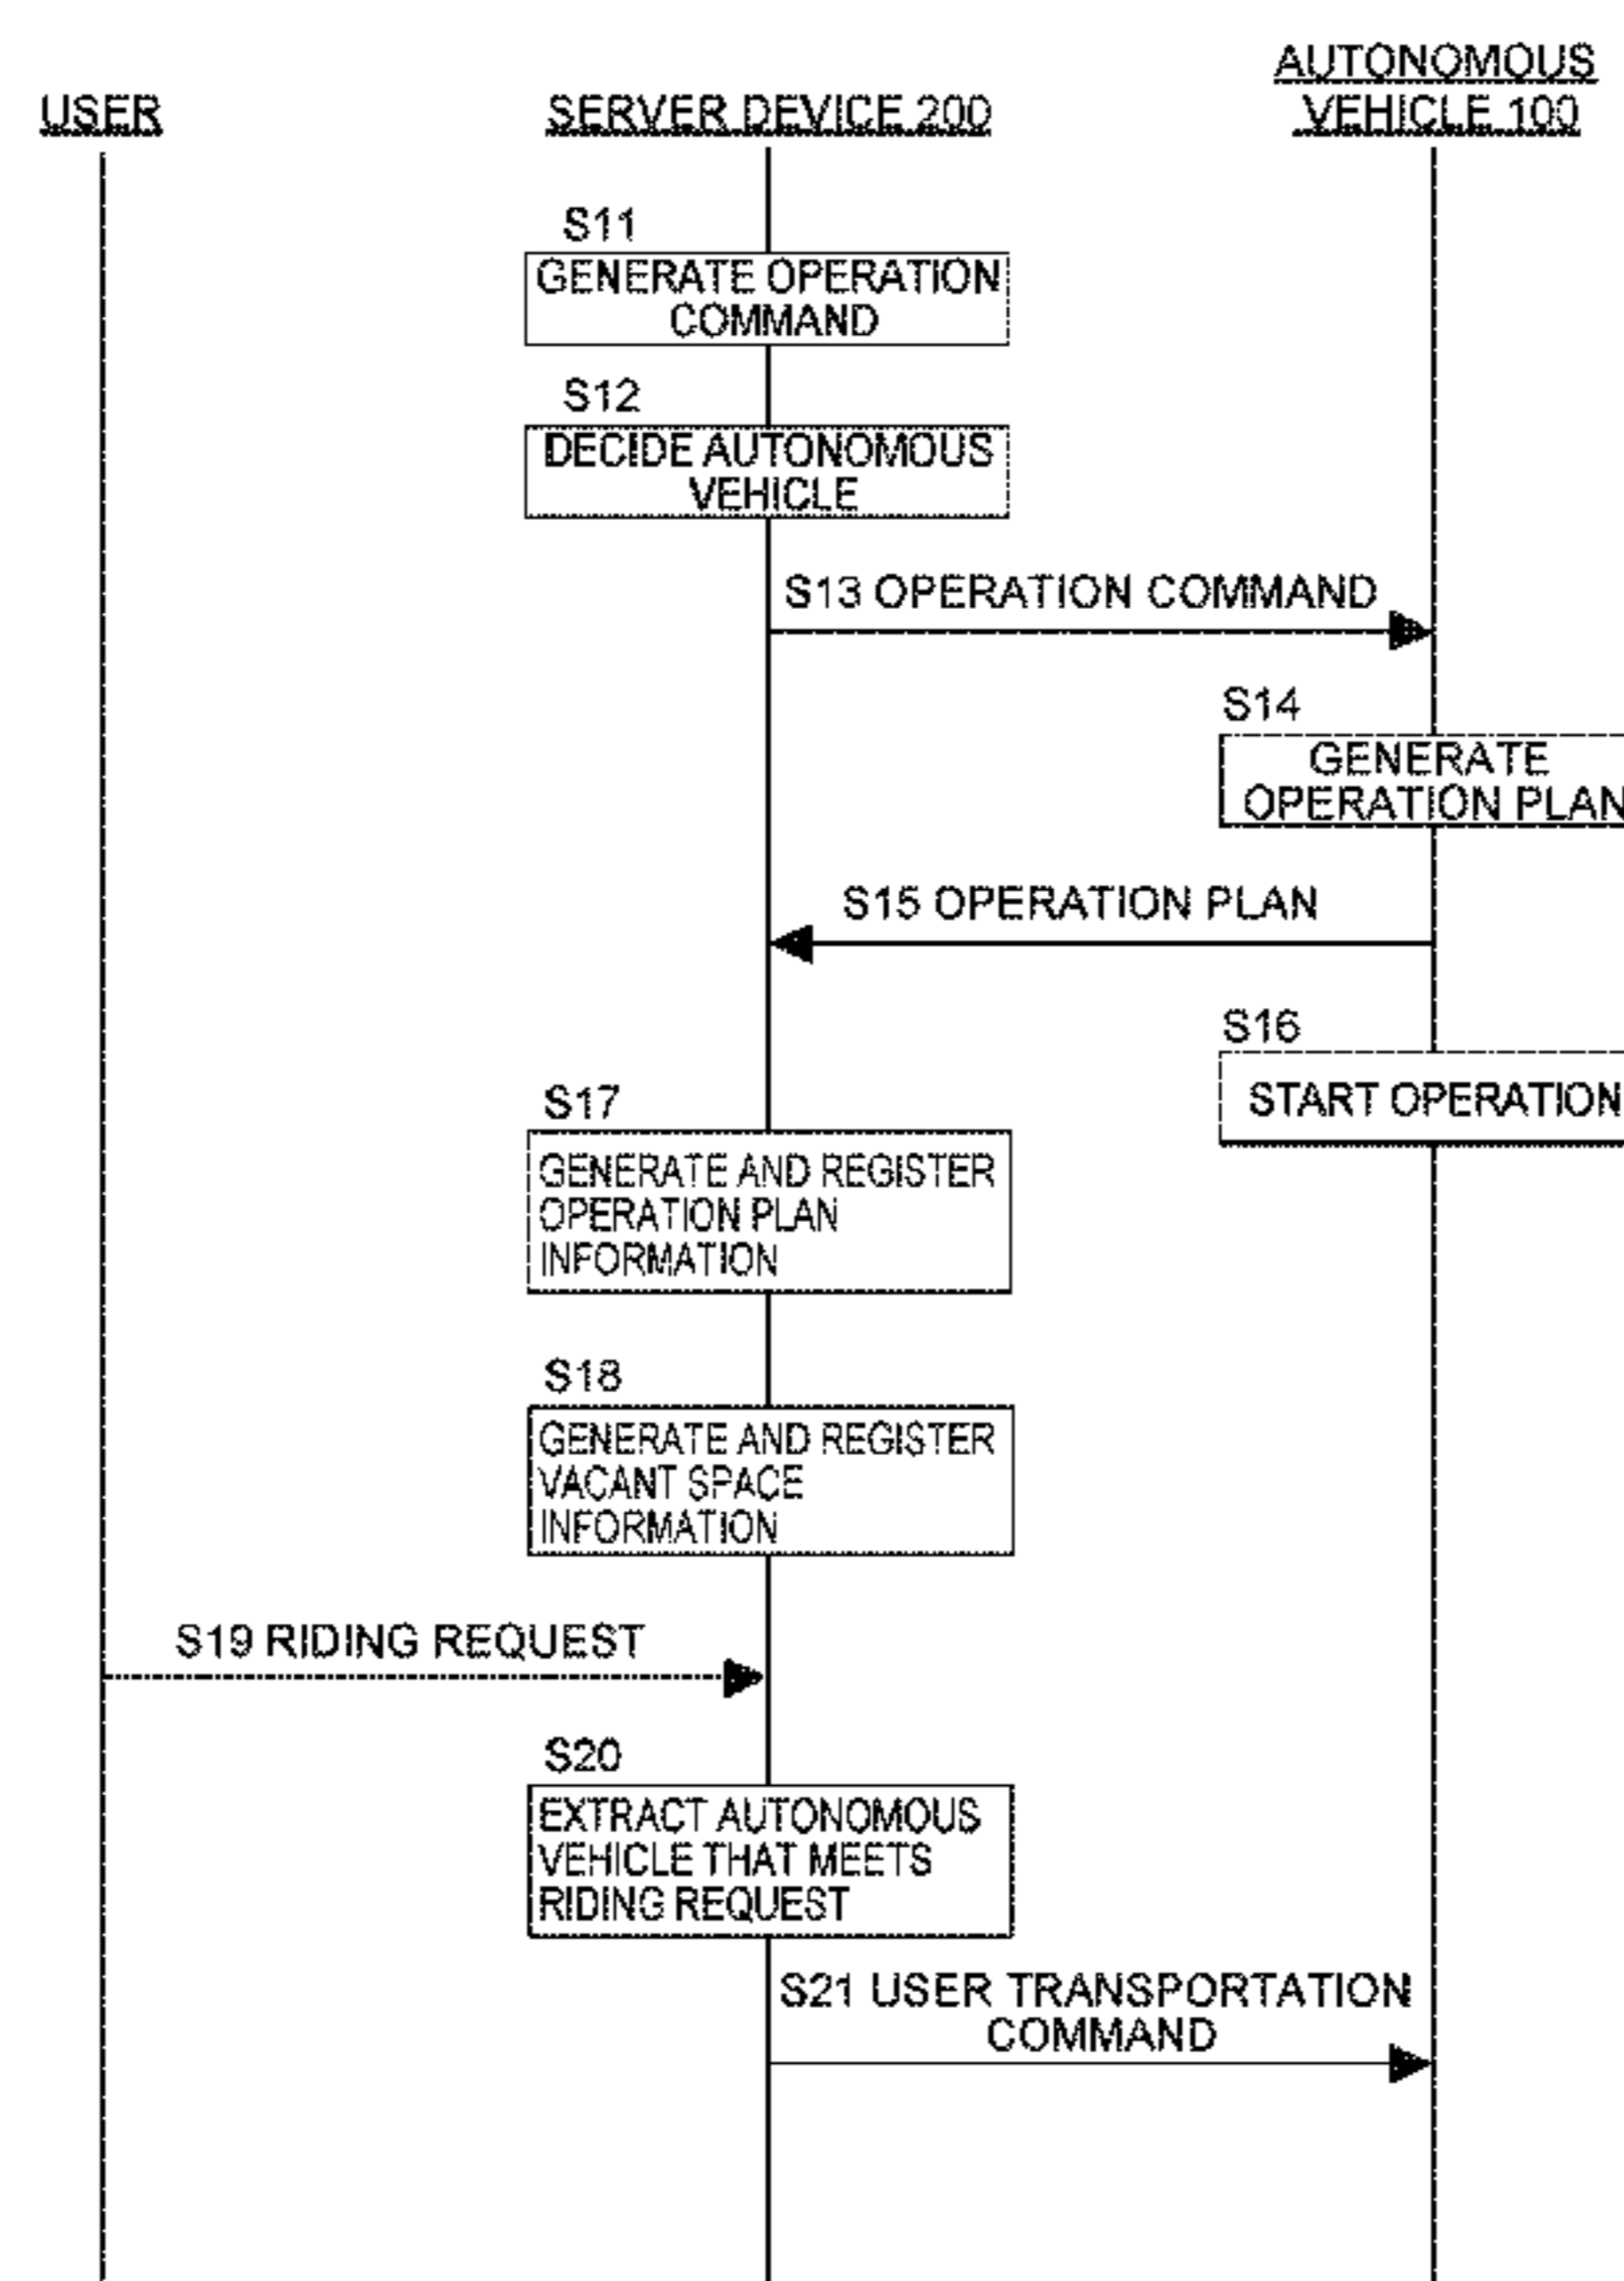 USER
SERVER DEVICE 200
AUTONOMOUS
VEHICLE 100
S11
GENERATE OPERATION
COMMAND
S12
DECIDE AUTONOMOUS
VEHICLE
S13 OPERATION COMMAND
S14
GENERATE
OPERATION PLAN
S15 OPERATION PLAN
S16
START OPERATION
S17
GENERATE AND REGISTER
OPERATION PLAN
INFORMATION
S18
GENERATE AND REGISTER
VACANT SPACE
INFORMATION
S19 RIDING REQUEST
S20
EXTRACT AUTONOMOUS
VEHICLE THAT MEETS
RIDING REQUEST
S21 USER TRANSPORTATION
COMMAND